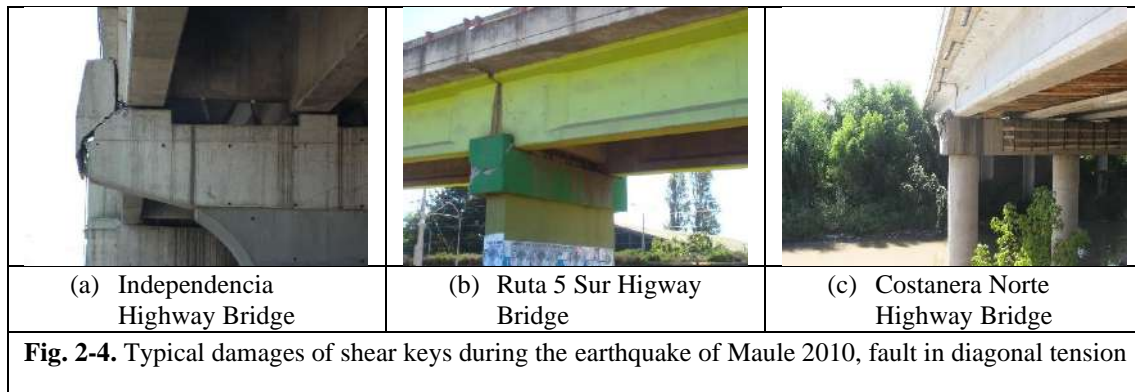 (a) Independencia
Highway Bridge
(b) Ruta 5 Sur Higway
Bridge
(c) Costanera Norte
Highway Bridge
Fig. 2-4. Typical damages of shear keys during the earthquake of Maule 2010, fault in diagonal tension